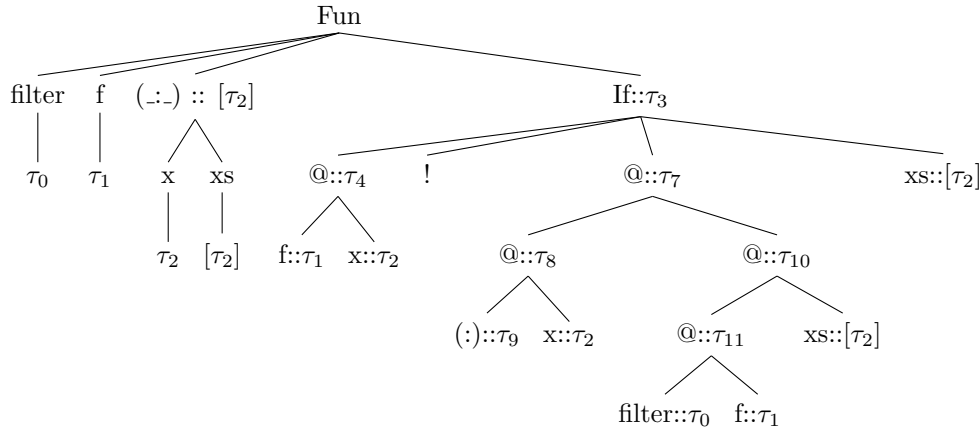 Fun
filter f (_:_) :: [τ₂] If::τ₃
τ₀ τ₁ x xs @::τ₄ ! @::τ₇ xs::[τ₂]
τ₂ [τ₂] f::τ₁ x::τ₂ @::τ₈ @::τ₁₀
(:)::τ₉ x::τ₂ @::τ₁₁ xs::[τ₂]
filter::τ₀ f::τ₁